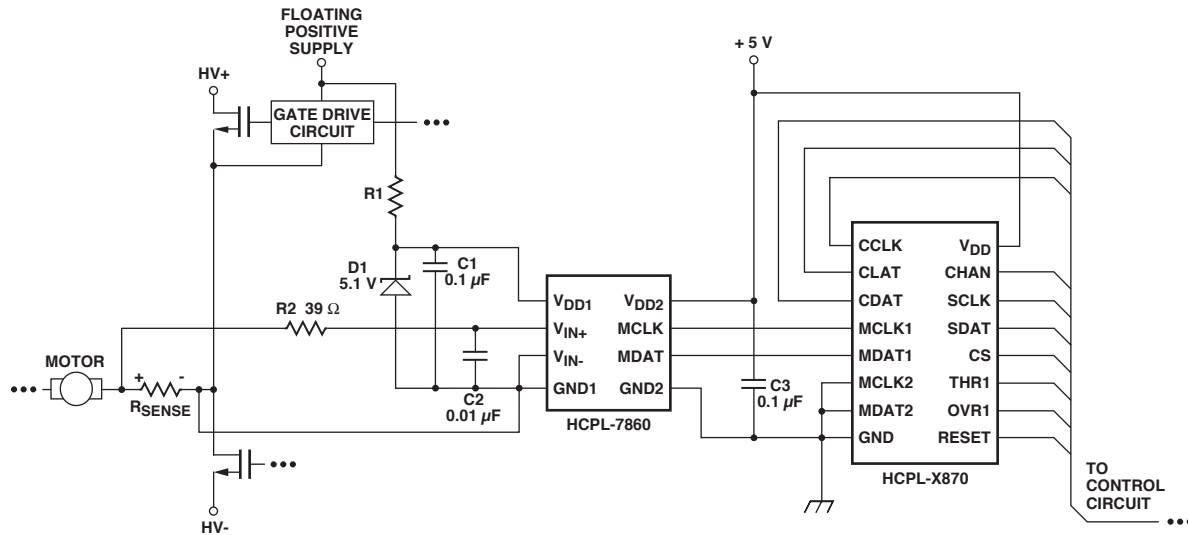 FLOATING
POSITIVE
SUPPLY
HV+
GATE DRIVE
CIRCUIT
•••
+ 5 V
R1
D1
5.1 V
C1
0.1 µF
R2 39 Ω
MOTOR
•••
+ -
RSENSE
C2
0.01 µF
VDD1
VIN+
VIN-
GND1
VDD2
MCLK
MDAT
GND2
HCPL-7860
C3
0.1 µF
CCLK
CLAT
CDAT
MCLK1
MDAT1
MCLK2
MDAT2
GND
VDD
CHAN
SCLK
SDAT
CS
THR1
OVR1
RESET
HCPL-X870
•••
HV-
TO
CONTROL
CIRCUIT
•••